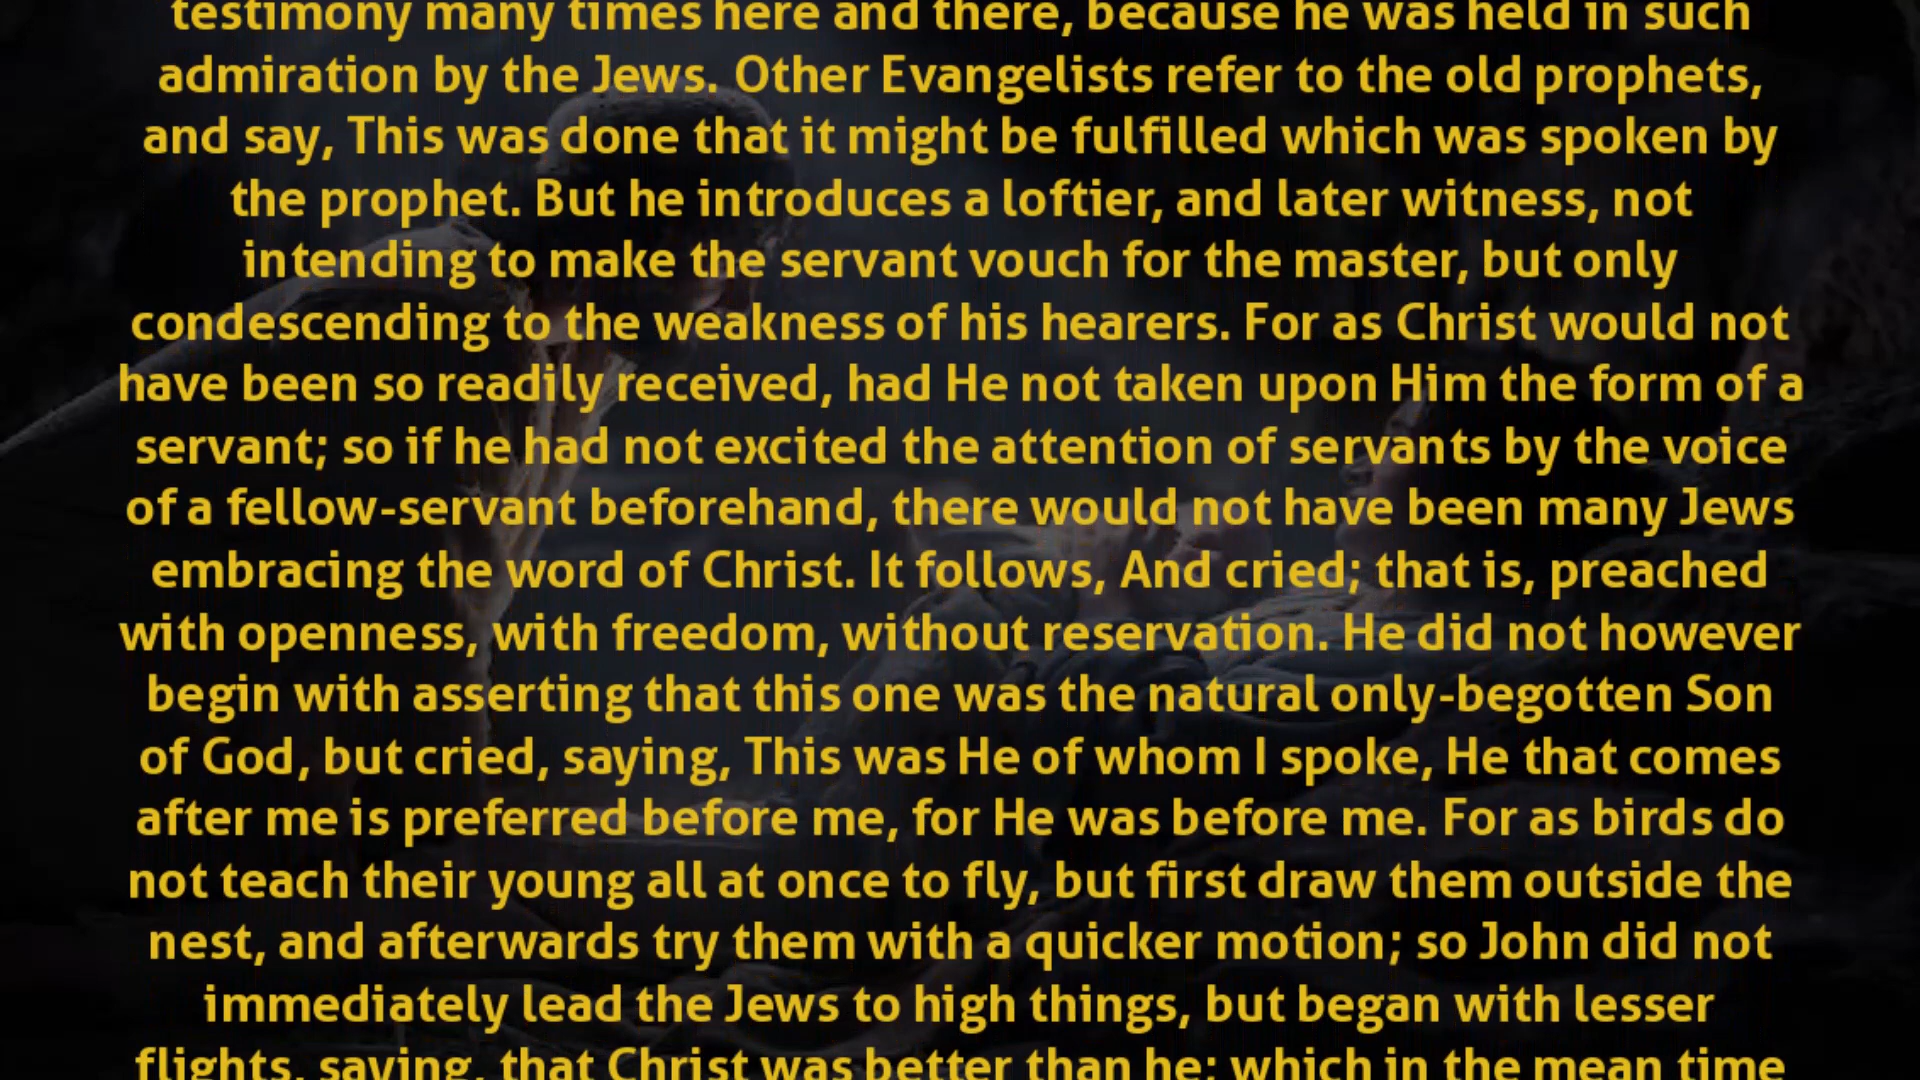 testimony many times here and there, because he was held in such
admiration by the Jews. Other Evangelists refer to the old prophets,
and say, This was done that it might be fulfilled which was spoken by
the prophet. But he introduces a loftier, and later witness, not
intending to make the servant vouch for the master, but only
condescending to the weakness of his hearers. For as Christ would not
have been so readily received, had He not taken upon Him the form of a
servant; so if he had not excited the attention of servants by the voice
of a fellow-servant beforehand, there would not have been many Jews
embracing the word of Christ. It follows, And cried; that is, preached
with openness, with freedom, without reservation. He did not however
begin with asserting that this one was the natural only-begotten Son
of God, but cried, saying, This was He of whom I spoke, He that comes
after me is preferred before me, for He was before me. For as birds do
not teach their young all at once to fly, but first draw them outside the
nest, and afterwards try them with a quicker motion; so John did not
immediately lead the Jews to high things, but began with lesser
flights, saying, that Christ was better than he; which in the mean time